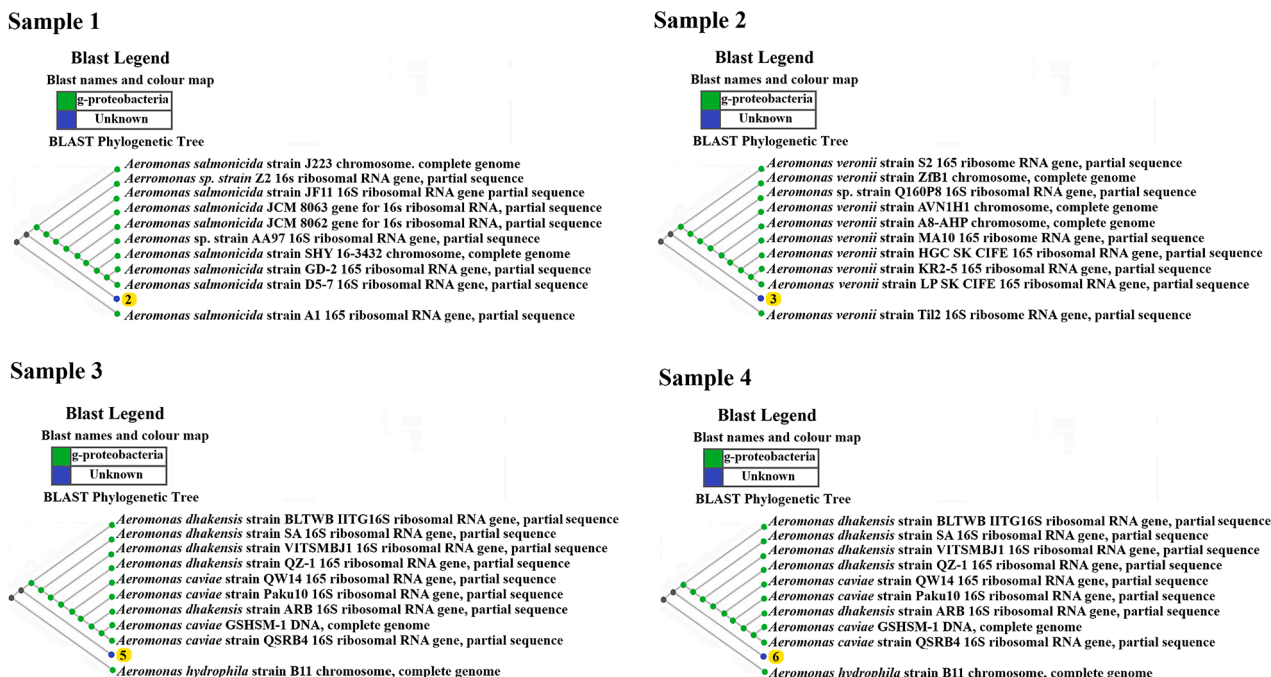 Sample 1
Blast Legend
Blast names and colour map
g-proteobacteria
Unknown
BLAST Phylogenetic Tree
Aeromonas salmonicida strain J223 chromosome. complete genome
Aerromonas sp. strain Z2 16s ribosomal RNA gene, partial sequence
Aeromonas salmonicida strain JF11 16S ribosomal RNA gene partial sequence
Aeromonas salmonicida JCM 8063 gene for 16s ribosomal RNA, partial sequence
Aeromonas salmonicida JCM 8062 gene for 16s ribosomal RNA, partial sequence
Aeromonas sp. strain AA97 16S ribosomal RNA gene, partial sequnece
Aeromonas salmonicida strain SHY 16-3432 chromosome, complete genome
Aeromonas salmonicida strain GD-2 165 ribosomal RNA gene, partial sequence
Aeromonas salmonicida strain D5-7 16S ribosomal RNA gene, partial sequence
2
Aeromonas salmonicida strain A1 165 ribosomal RNA gene, partial sequence
Sample 2
Blast Legend
Blast names and colour map
g-proteobacteria
Unknown
BLAST Phylogenetic Tree
Aeromonas veronii strain S2 165 ribosome RNA gene, partial sequence
Aeromonas veronii strain ZfB1 chromosome, complete genome
Aeromonas sp. strain Q160P8 16S ribosomal RNA gene, partial sequence
Aeromonas veronii strain AVN1H1 chromosome, complete genome
Aeromonas veronii strain A8-AHP chromosome, complete genome
Aeromonas veronii strain MA10 165 ribosome RNA gene, partial sequence
Aeromonas veronii strain HGC SK CIFE 165 ribosomal RNA gene, partial sequence
Aeromonas veronii strain KR2-5 165 ribosomal RNA gene, partial sequence
Aeromonas veronii strain LP SK CIFE 165 ribosomal RNA gene, partial sequence
3
Aeromonas veronii strain Til2 16S ribosome RNA gene, partial sequence
Sample 3
Blast Legend
Blast names and colour map
g-proteobacteria
Unknown
BLAST Phylogenetic Tree
Aeromonas dhakensis strain BLTWB IITG16S ribosomal RNA gene, partial sequence
Aeromonas dhakensis strain SA 16S ribosomal RNA gene, partial sequence
Aeromonas dhakensis strain VITSMBJ1 16S ribosomal RNA gene, partial sequence
Aeromonas dhakensis strain QZ-1 165 ribosomal RNA gene, partial sequence
Aeromonas caviae strain QW14 165 ribosomal RNA gene, partial sequence
Aeromonas caviae strain Paku10 16S ribosomal RNA gene, partial sequence
Aeromonas dhakensis strain ARB 16S ribosomal RNA gene, partial sequence
Aeromonas caviae GSHSM-1 DNA, complete genome
Aeromonas caviae strain QSRB4 16S ribosomal RNA gene, partial sequence
5
Aeromonas hydrophila strain B11 chromosome, complete genome
Sample 4
Blast Legend
Blast names and colour map
g-proteobacteria
Unknown
BLAST Phylogenetic Tree
Aeromonas dhakensis strain BLTWB IITG16S ribosomal RNA gene, partial sequence
Aeromonas dhakensis strain SA 16S ribosomal RNA gene, partial sequence
Aeromonas dhakensis strain VITSMBJ1 16S ribosomal RNA gene, partial sequence
Aeromonas dhakensis strain QZ-1 165 ribosomal RNA gene, partial sequence
Aeromonas caviae strain QW14 165 ribosomal RNA gene, partial sequence
Aeromonas caviae strain Paku10 16S ribosomal RNA gene, partial sequence
Aeromonas dhakensis strain ARB 16S ribosomal RNA gene, partial sequence
Aeromonas caviae GSHSM-1 DNA, complete genome
Aeromonas caviae strain QSRB4 16S ribosomal RNA gene, partial sequence
6
Aeromonas hydrophila strain B11 chromosome, complete genome